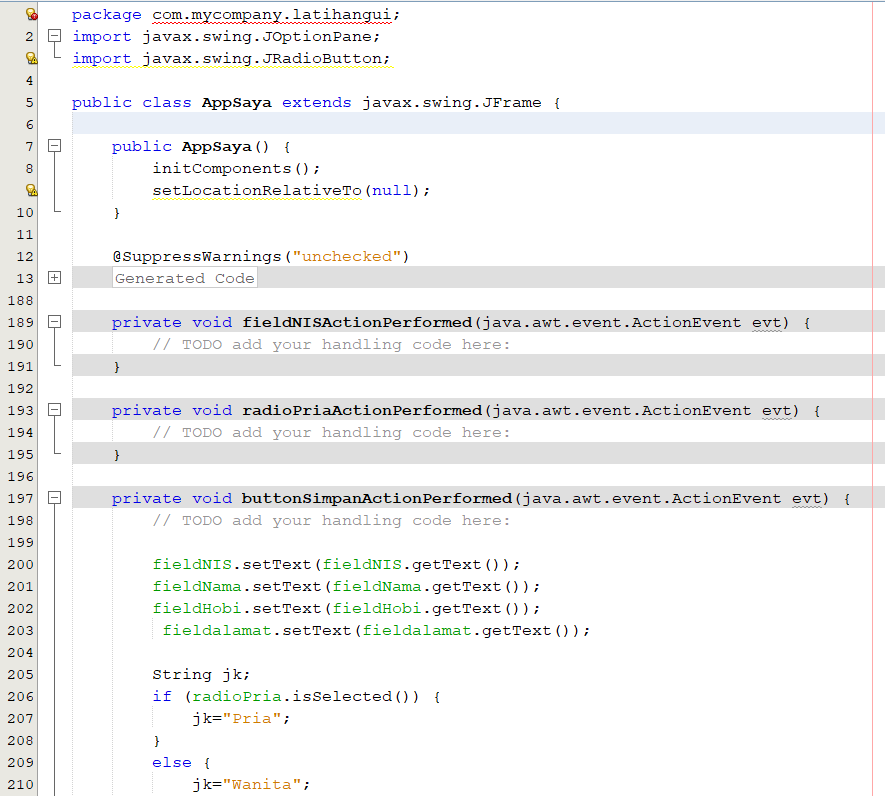 package com.mycompany.latihangui;
2 import javax.swing.JOptionPane;
import javax.swing.JRadioButton;
4
5 public class AppSaya extends javax.swing.JFrame {
6
7 public AppSaya() {
8 initComponents();
setLocationRelativeTo(null);
10 }
11
12 @SuppressWarnings("unchecked")
13 Generated Code
188
189 private void fieldNISActionPerformed(java.awt.event.ActionEvent evt) {
190 // TODO add your handling code here:
191 }
192
193 private void radioPriaActionPerformed(java.awt.event.ActionEvent evt) {
194 // TODO add your handling code here:
195 }
196
197 private void buttonSimpanActionPerformed(java.awt.event.ActionEvent evt) {
198 // TODO add your handling code here:
199
200 fieldNIS.setText(fieldNIS.getText());
201 fieldNama.setText(fieldNama.getText());
202 fieldHobi.setText(fieldHobi.getText());
203 fieldalamat.setText(fieldalamat.getText());
204
205 String jk;
206 if (radioPria.isSelected()) {
207 jk="Pria";
208 }
209 else {
210 jk="Wanita";